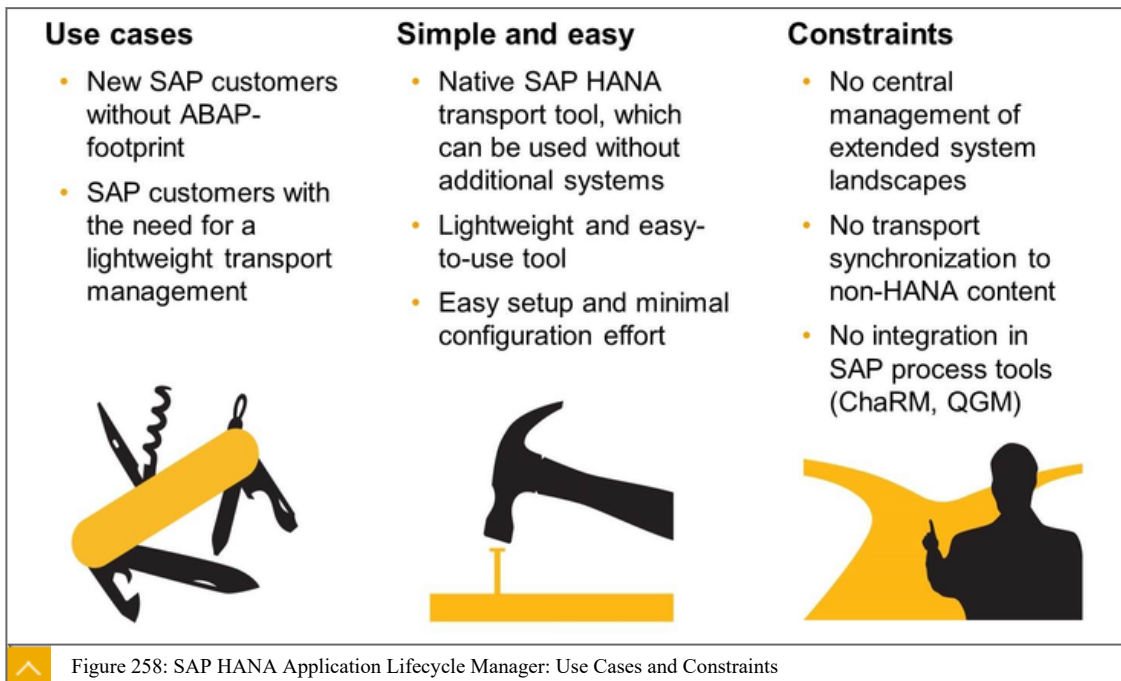 Use cases
• New SAP customers
without ABAP-
footprint
• SAP customers with
the need for a
lightweight transport
management
Simple and easy
• Native SAP HANA
transport tool, which
can be used without
additional systems
• Lightweight and easy-
to-use tool
• Easy setup and minimal
configuration effort
Constraints
• No central
management of
extended system
landscapes
• No transport
synchronization to
non-HANA content
• No integration in
SAP process tools
(ChaRM, QGM)
Figure 258: SAP HANA Application Lifecycle Manager: Use Cases and Constraints